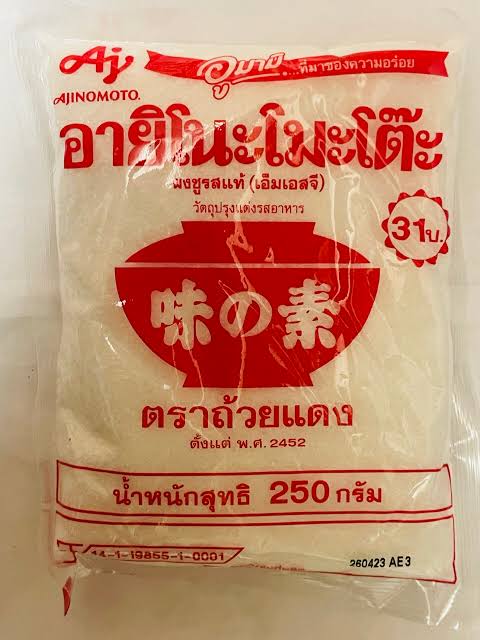 Aj
อูมามิ
...ที่มาของความอร่อย
AJINOMOTO®
อายิโนะโมะโต๊ะ
ผงชูรสแท้ (เอ็มเอสจี)
วัตถุปรุงแต่งรสอาหาร
31บ.
味の素
ตราถ้วยแดง
ตั้งแต่ พ.ศ. 2452
น้ำหนักสุทธิ 250 กรัม
14-1-19855-1-0001
260423 AE3